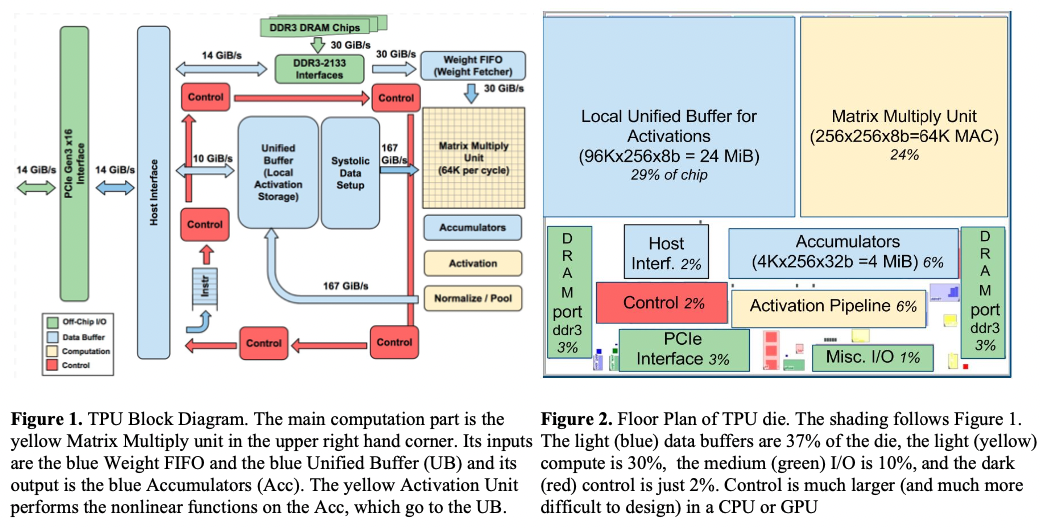 DDR3 DRAM Chips
30 GiB/s
14 GiB/s
DDR3-2133
Interfaces
30 GiB/s
Weight FIFO
(Weight Fetcher)
30 GiB/s
Control
Control
PCIe Gen3 x16
Interface
Host Interface
14 GiB/s
14 GiB/s
10 GiB/s
Unified
Buffer
(Local
Activation
Storage)
Systolic
Data
Setup
167
GiB/s
Matrix Multiply
Unit
(64K per cycle)
Control
Accumulators
Activation
Instr
167 GiB/s
Normalize / Pool
Off-Chip I/O
Data Buffer
Computation
Control
Control
Control
Local Unified Buffer for
Activations
(96Kx256x8b = 24 MiB)
29% of chip
Matrix Multiply Unit
(256x256x8b=64K MAC)
24%
D
R
A
M
port
ddr3
3%
Host
Interf. 2%
Accumulators
(4Kx256x32b =4 MiB) 6%
D
R
A
M
port
ddr3
3%
Control 2%
Activation Pipeline 6%
PCIe
Interface 3%
Misc. I/O 1%
Figure 1. TPU Block Diagram. The main computation part is the
yellow Matrix Multiply unit in the upper right hand corner. Its inputs
are the blue Weight FIFO and the blue Unified Buffer (UB) and its
output is the blue Accumulators (Acc). The yellow Activation Unit
performs the nonlinear functions on the Acc, which go to the UB.
Figure 2. Floor Plan of TPU die. The shading follows Figure 1.
The light (blue) data buffers are 37% of the die, the light (yellow)
compute is 30%, the medium (green) I/O is 10%, and the dark
(red) control is just 2%. Control is much larger (and much more
difficult to design) in a CPU or GPU